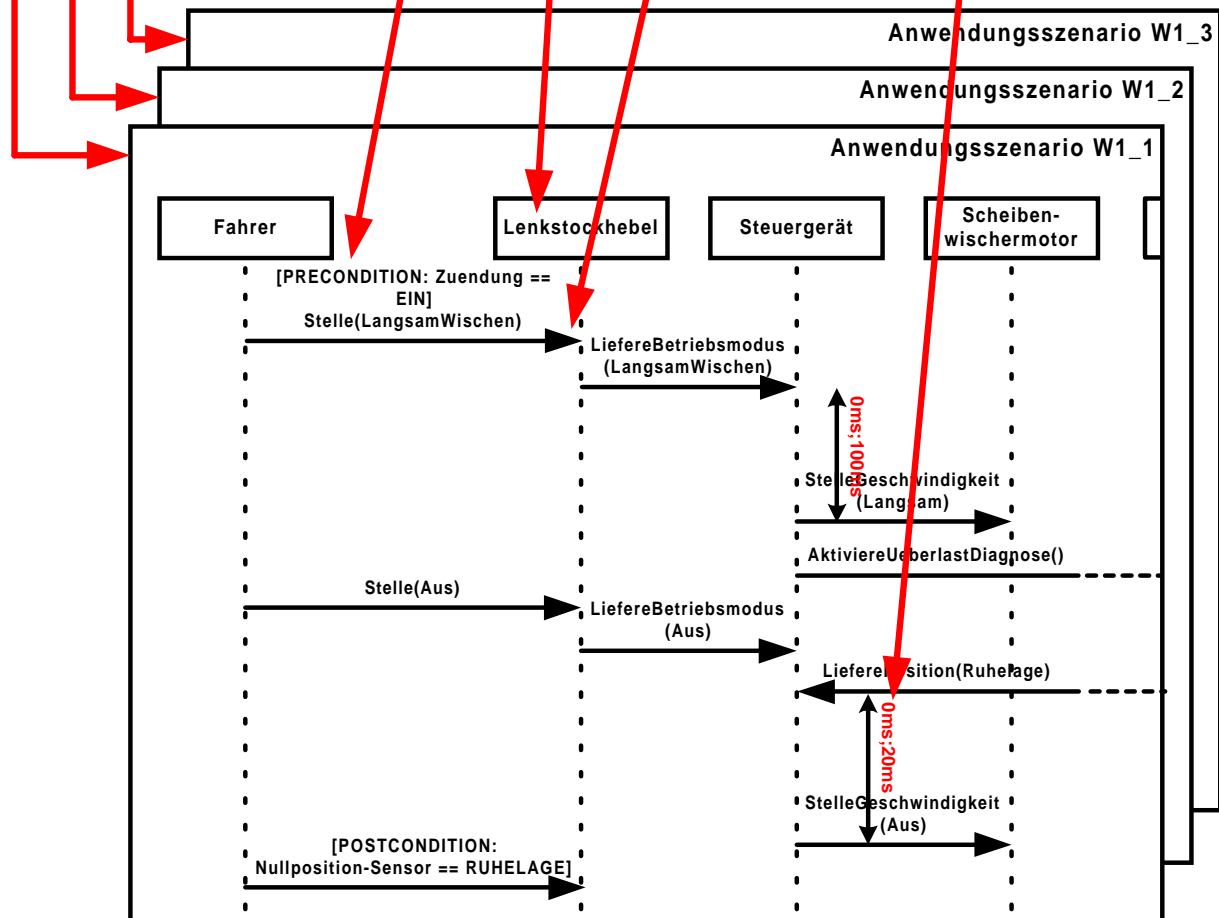 Anwendungsszenario W1_3
Anwendungsszenario W1_2
Anwendungsszenario W1_1
Fahrer
Lenkstockhebel
Steuergerät
Scheiben-
wischermotor
[PRECONDITION: Zuendung ==
EIN]
Stelle(LangsamWischen)
LiefereBetriebsmodus
(LangsamWischen)
0ms;100ms
StelleGeschwindigkeit
(Langsam)
AktiviereUeberlastDiagnose()
Stelle(Aus)
LiefereBetriebsmodus
(Aus)
LieferePosition(Ruhelage)
0ms;20ms
StelleGeschwindigkeit
(Aus)
[POSTCONDITION:
Nullposition-Sensor == RUHELAGE]